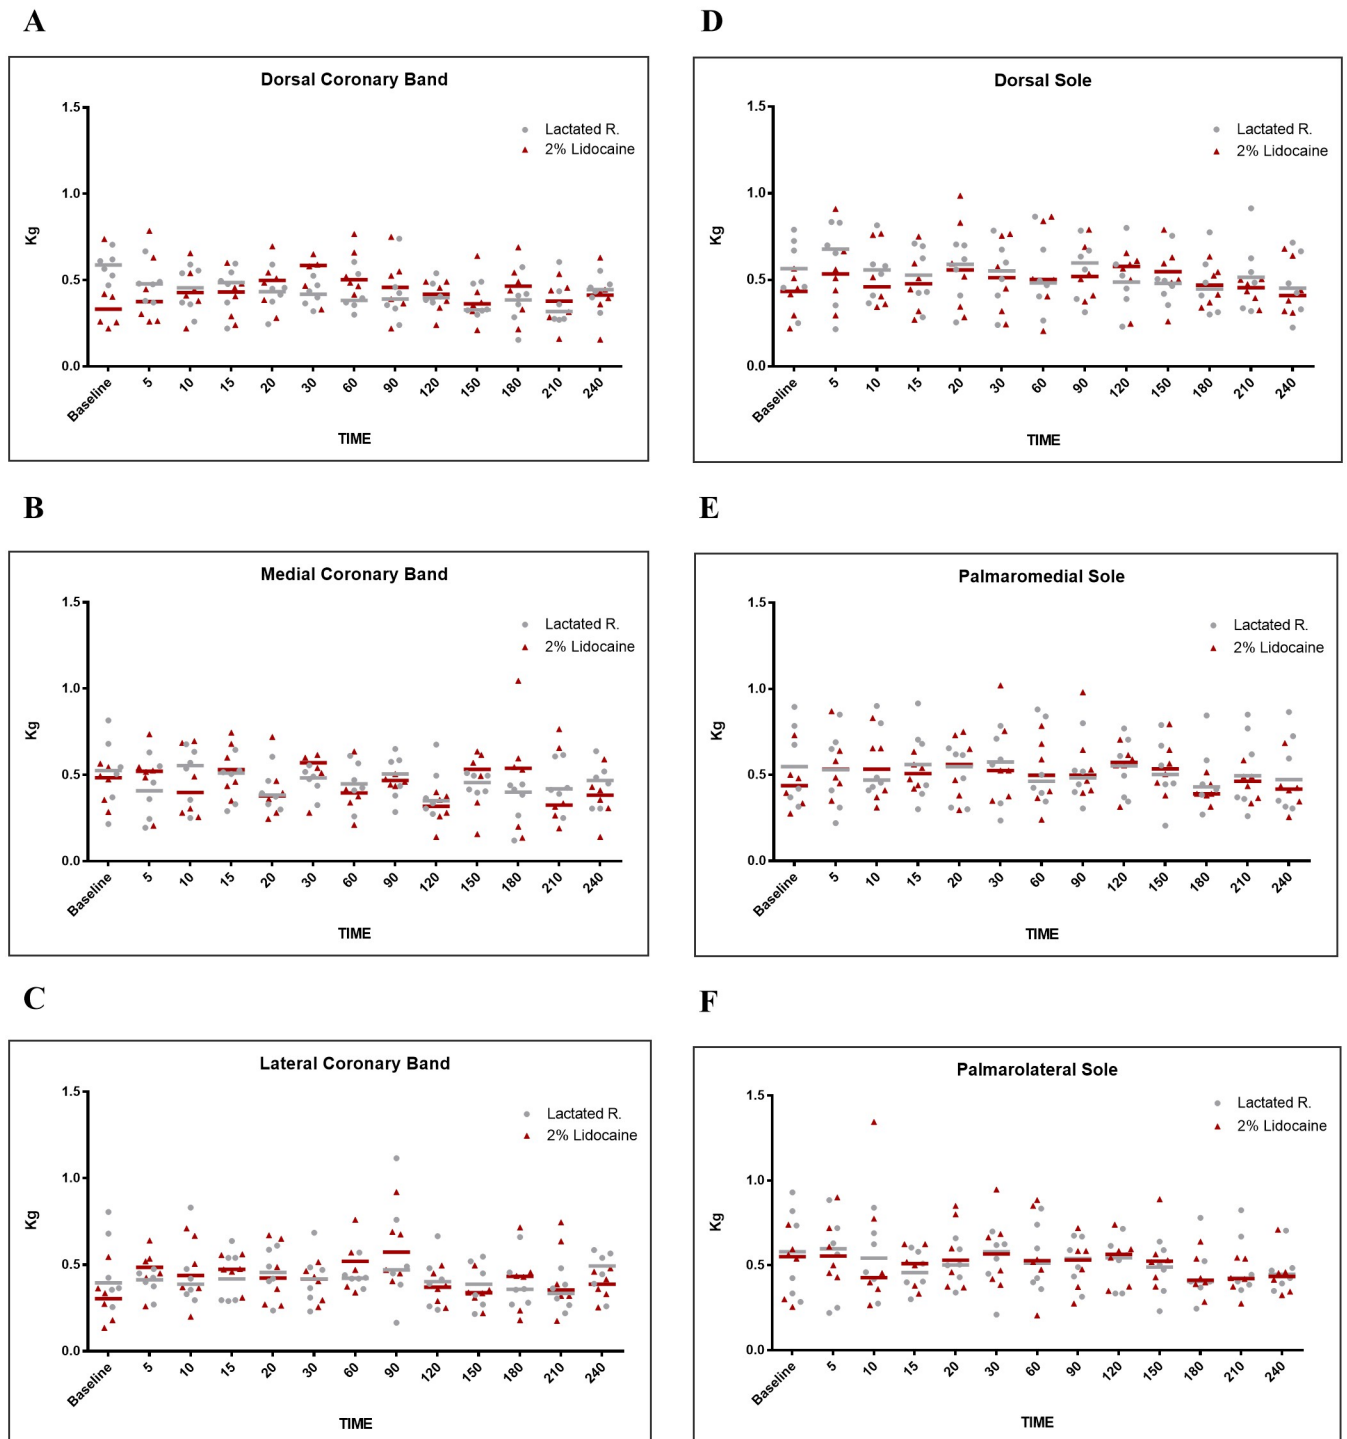 A
Dorsal Coronary Band
1.5
1.0
0.5
0.0
Kg
Lactated R.
2% Lidocaine
Baseline 5 10 15 20 30 60 90 120 150 180 210 240
TIME
B
Medial Coronary Band
1.5
1.0
0.5
0.0
Kg
Lactated R.
2% Lidocaine
Baseline 5 10 15 20 30 60 90 120 150 180 210 240
TIME
C
Lateral Coronary Band
1.5
1.0
0.5
0.0
Kg
Lactated R.
2% Lidocaine
Baseline 5 10 15 20 30 60 90 120 150 180 210 240
TIME
D
Dorsal Sole
1.5
1.0
0.5
0.0
Kg
Lactated R.
2% Lidocaine
Baseline 5 10 15 20 30 60 90 120 150 180 210 240
TIME
E
Palmaromedial Sole
1.5
1.0
0.5
0.0
Kg
Lactated R.
2% Lidocaine
Baseline 5 10 15 20 30 60 90 120 150 180 210 240
TIME
F
Palmarolateral Sole
1.5
1.0
0.5
0.0
Kg
Lactated R.
2% Lidocaine
Baseline 5 10 15 20 30 60 90 120 150 180 210 240
TIME